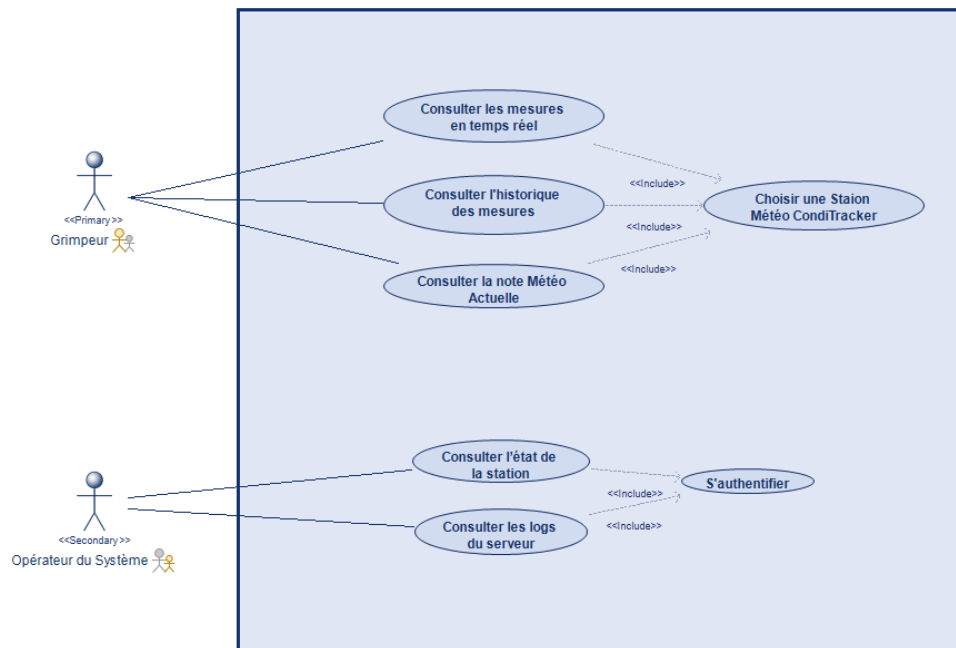 Consulter les mesures
en temps réel
<<Include>>
Consulter l'historique
des mesures
Choisir une Staion
Météo CondiTracker
<<Primary >>
Grimpeur
<<Include>>
<<Include>>
Consulter la note Météo
Actuelle
Consulter l'état de
la station
S'authentifier
<<Include>>
Consulter les logs
du serveur
<<Include>>
<<Secondary>>
Opérateur du Système